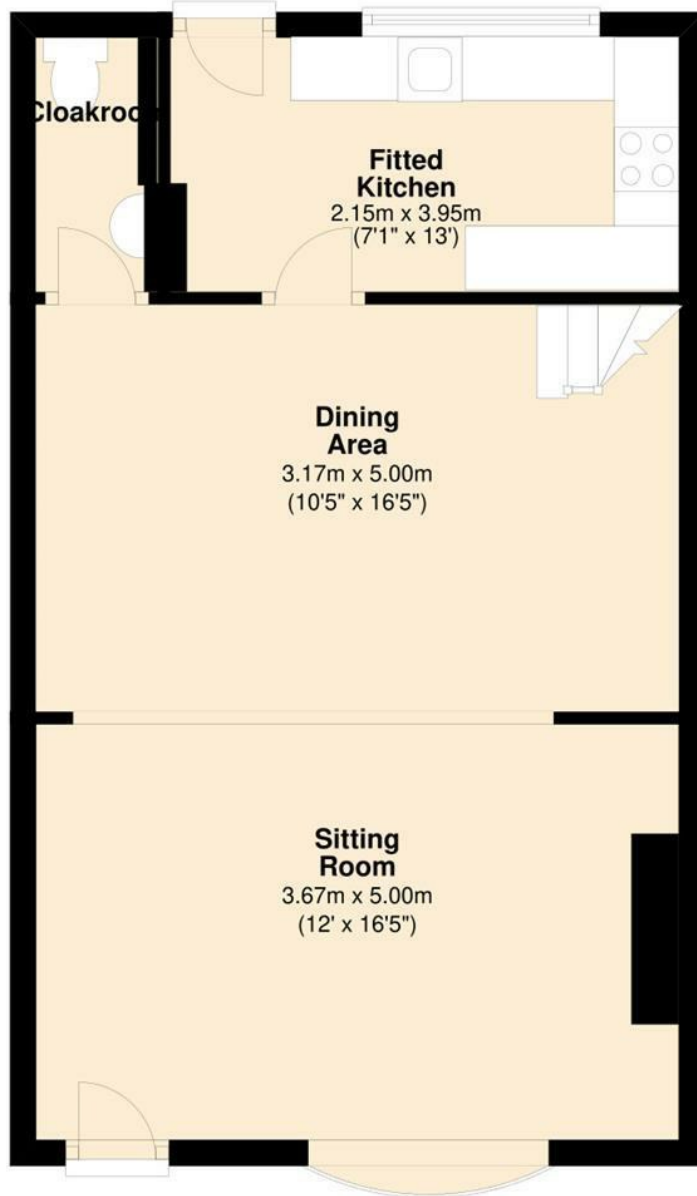 Cloakroo
Fitted
Kitchen
2.15m x 3.95m
(7'1" x 13')
Dining
Area
3.17m x 5.00m
(10'5" x 16'5")
Sitting
Room
3.67m x 5.00m
(12' x 16'5")